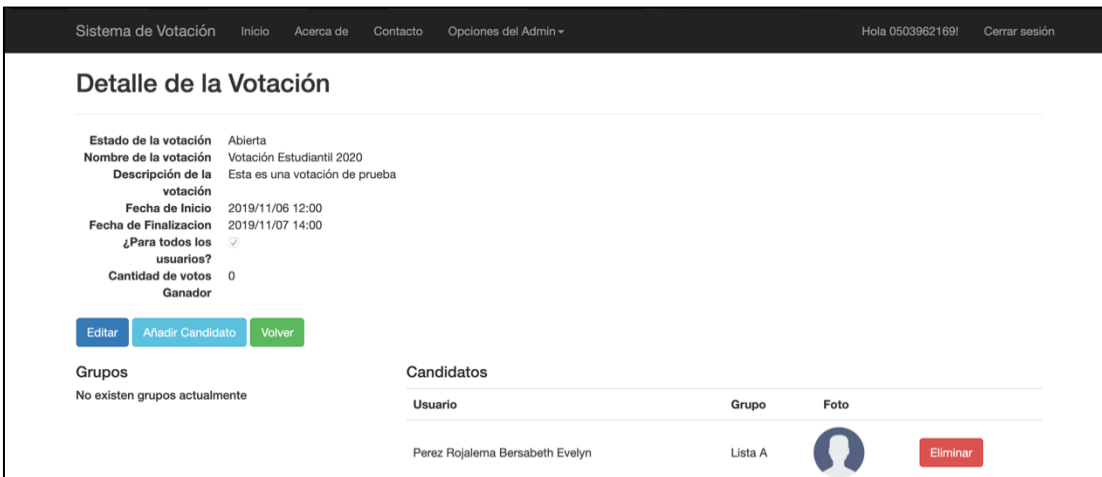 Sistema de Votación Inicio Acerca de Contacto Opciones del Admin Hola 0503962169! Cerrar sesión
Detalle de la Votación
Estado de la votación Abierta
Nombre de la votación Votación Estudiantil 2020
Descripción de la votación Esta es una votación de prueba
Fecha de Inicio 2019/11/06 12:00
Fecha de Finalizacion 2019/11/07 14:00
¿Para todos los usuarios?
Cantidad de votos 0
Ganador
Editar Añadir Candidato Volver
Grupos
No existen grupos actualmente
Candidatos
Usuario Grupo Foto
Perez Rojalema Bersabeth Evelyn Lista A Eliminar